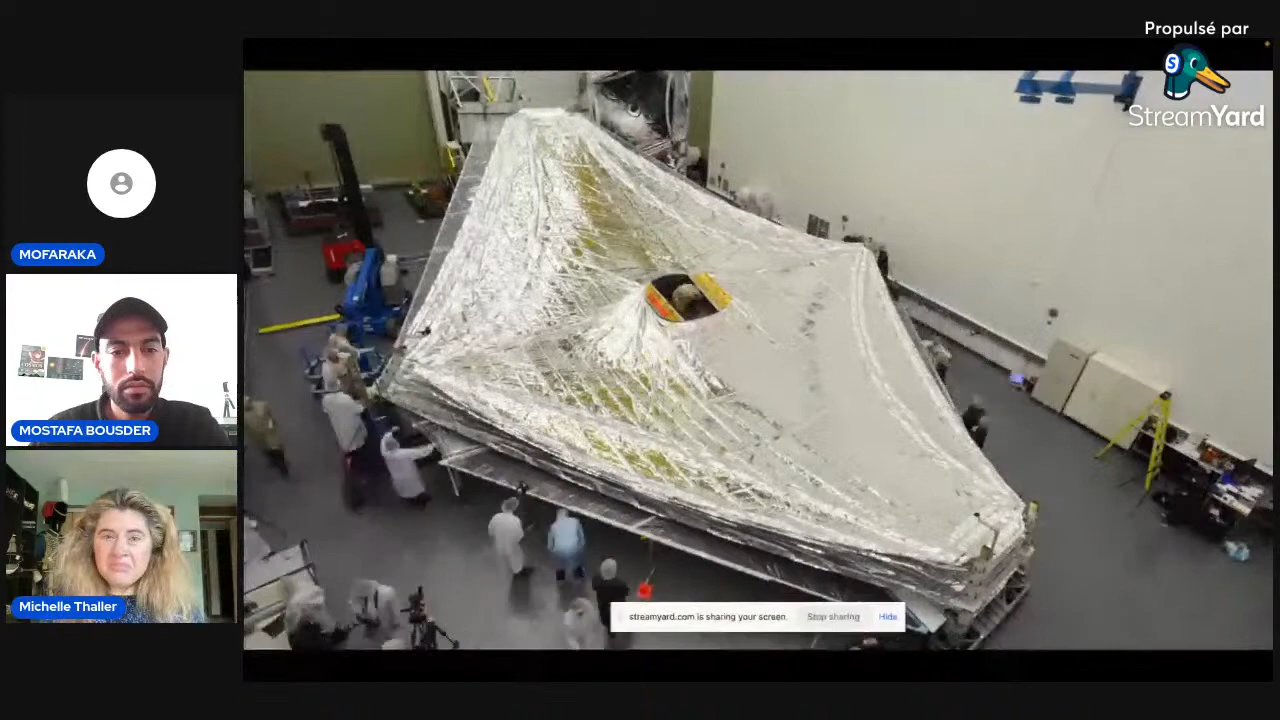 Propulsé par
S
StreamYard
MOFARAKA
MOSTAFA BOUSDER
Michelle Thaller
streamyard.com is sharing your screen. Stop sharing Hide